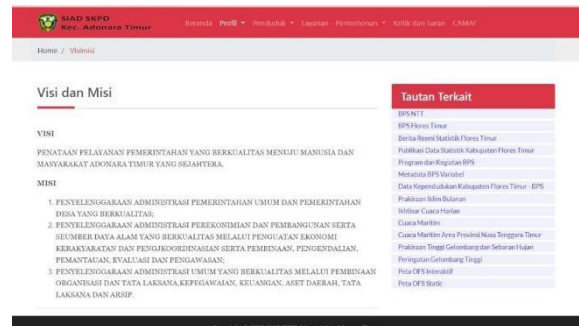 SIAD SKPD
Kec. Adonara Timur
Beranda Profil Penduduk Layanan - Permohonan Kritik dan Saran CAMAT
Home / Visimisi
Visi dan Misi
VISI
PENATAAN PELAYANAN PEMERINTAHAN YANG BERKUALITAS MENUJU MANUSIA DAN
MASYARAKAT ADONARA TIMUR YANG SEJAHTERA.
MISI
1. PENYELENGGARAAN ADMINISTRASI PEMERINTAHAN UMUM DAN PEMERINTAHAN
DESA YANG BERKUALITAS;
2. PENYELENGGARAAN ADMINISTRASI PEREKONIMIAN DAN PEMBANGUNAN SERTA
SEUMBER DAYA ALAM YANG BERKUALITAS MELALUI PENGUATAN EKONOMI
KERAKYARATAN DAN PENGJKOORDINASIAN SERTA PEMBINAAN, PENGENDALIAN,
PEMANTAUAN, EVALUASI DAN PENGAWASAN;
3. PENYELENGGARAAN ADMINISTRASI UMUM YANG BERKUALITAS MELALUI PEMBINAAN
ORGANISASI DAN TATA LAKSANA,KEPEGAWAIAN, KEUANGAN, ASET DAERAH, TATA
LAKSANA DAN ARSIP.
Tautan Terkait
BPS NTT
BPS Flores Timur
Berita Resmi Statistik Flores Timur
Publikasi Data Statistik Kabupaten Flores Timur
Program dan Kegiatan BPS
Metadata BPS Variabel
Data Kependudukan Kabupaten Flores Timur - BPS
Prakiraan Iklim Bulanan
Ikhtisar Cuaca Harian
Cuaca Maritim
Cuaca Maritim Area Provinsi Nusa Tenggara Timur
Prakiraan Tinggi Gelombang dan Sebaran Hujan
Peringatan Gelombang Tinggi
Peta OFS Interaktif
Peta OFS Static